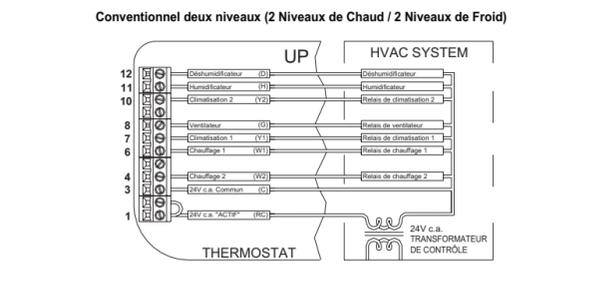 Conventionnel deux niveaux (2 Niveaux de Chaud / 2 Niveaux de Froid)
UP HVAC SYSTEM
12 Déshumidificateur (D) Déshumidificateur
11 Humidificateur (H) Humidificateur
10 Climatisation 2 (Y2) Relais de climatisation 2
8 Ventilateur (G) Relais de ventilateur
7 Climatisation 1 (Y1) Relais de climatisation 1
6 Chauffage 1 (W1) Relais de chauffage 1
4 Chauffage 2 (W2) Relais de chauffage 2
3 24V c.a. Commun (C)
1 24V c.a. "ACTIF" (RC)
24V c.a.
TRANSFORMATEUR
DE CONTRÔLE
THERMOSTAT